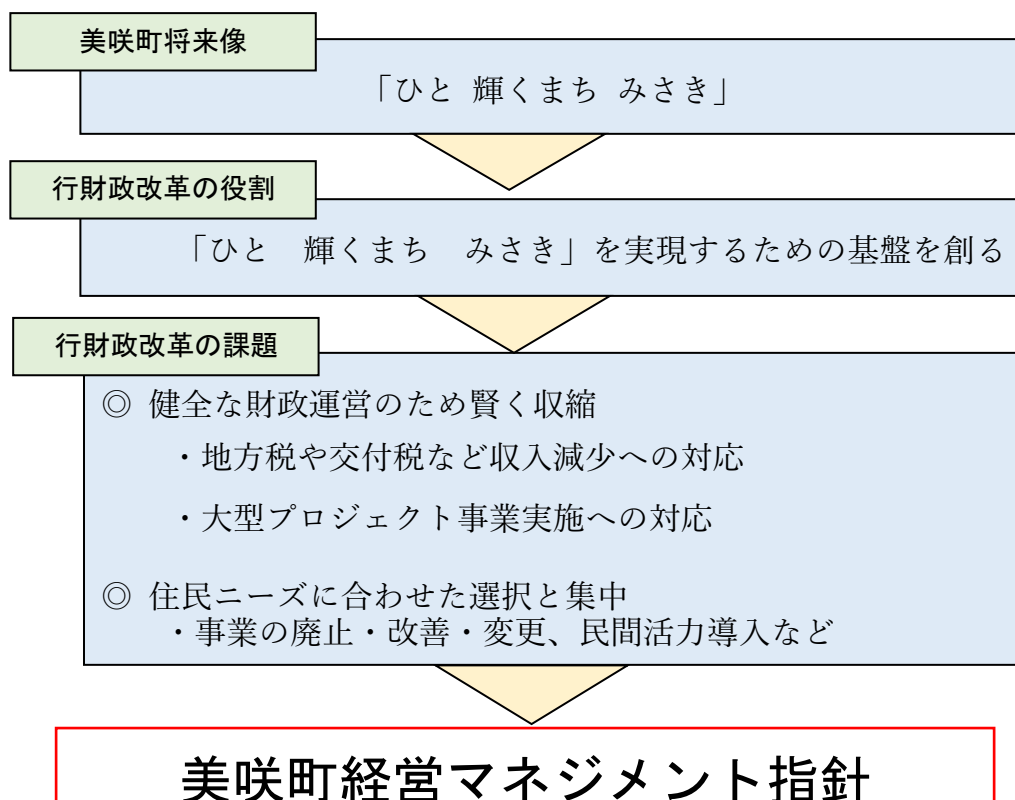 美咲町将来像
「ひと 輝くまち みさき」
行財政改革の役割
「ひと　輝くまち　みさき」を実現するための基盤を創る
行財政改革の課題
◎ 健全な財政運営のため賢く収縮
・地方税や交付税など収入減少への対応
・大型プロジェクト事業実施への対応
◎ 住民ニーズに合わせた選択と集中
・事業の廃止・改善・変更、民間活力導入など
美咲町経営マネジメント指針